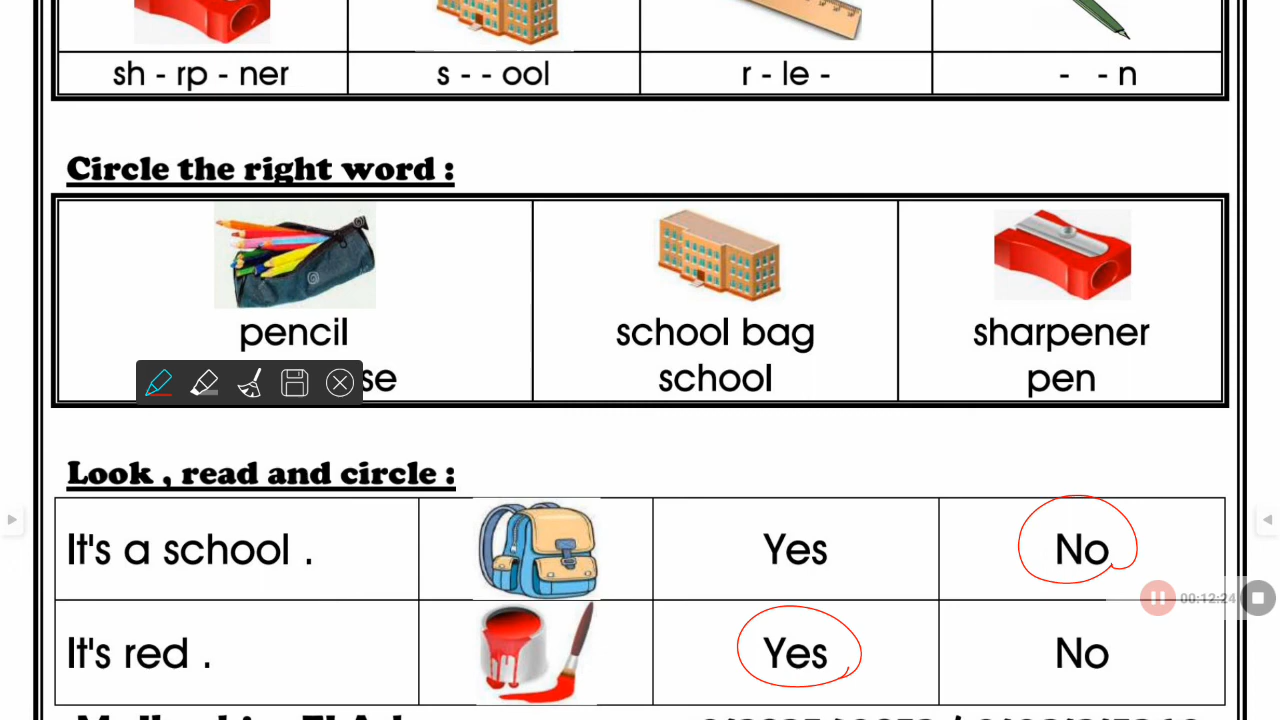 sh - rp - ner
s - - ool
r - le -
- - n
Circle the right word :
pencil
se
school bag
school
sharpener
pen
Look , read and circle :
It's a school .
Yes
No
00:12:24
It's red .
Yes
No